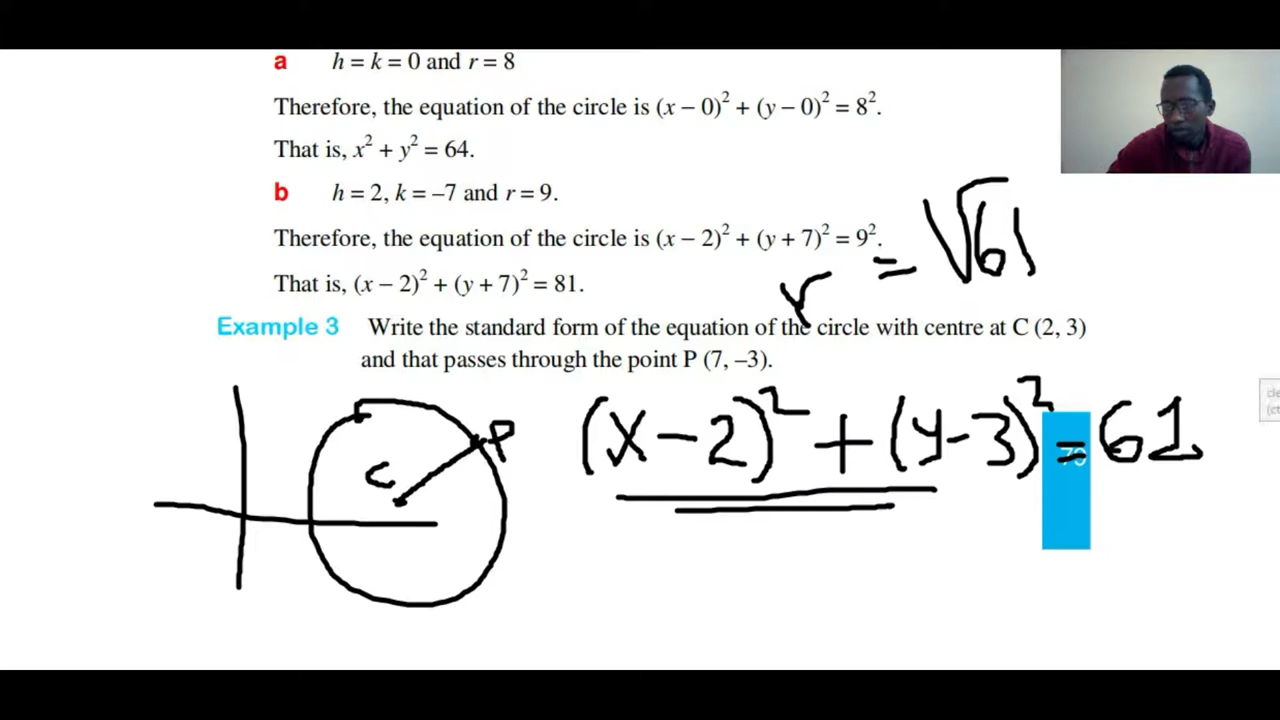 a h = k = 0 and r = 8
Therefore, the equation of the circle is (x – 0)² + (y – 0)² = 8².
That is, x² + y² = 64.
b h = 2, k = –7 and r = 9.
Therefore, the equation of the circle is (x – 2)² + (y + 7)² = 9².
That is, (x – 2)² + (y + 7)² = 81.
r = √61
Example 3 Write the standard form of the equation of the circle with centre at C (2, 3)
and that passes through the point P (7, –3).
C
P
(x-2)² + (y-3)² = 61.